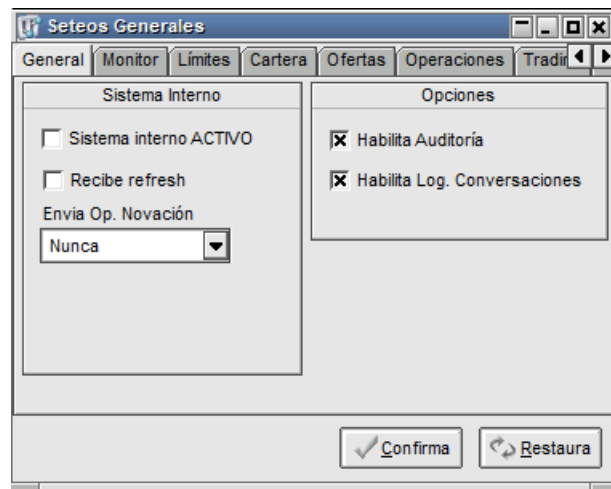 Seteos Generales
General Monitor Límites Cartera Ofertas Operaciones
Sistema Interno
Sistema interno ACTIVO
Recibe refresh
Envia Op. Novación
Nunca
Opciones
Habilita Auditoría
Habilita Log. Conversaciones
Confirma Restaura